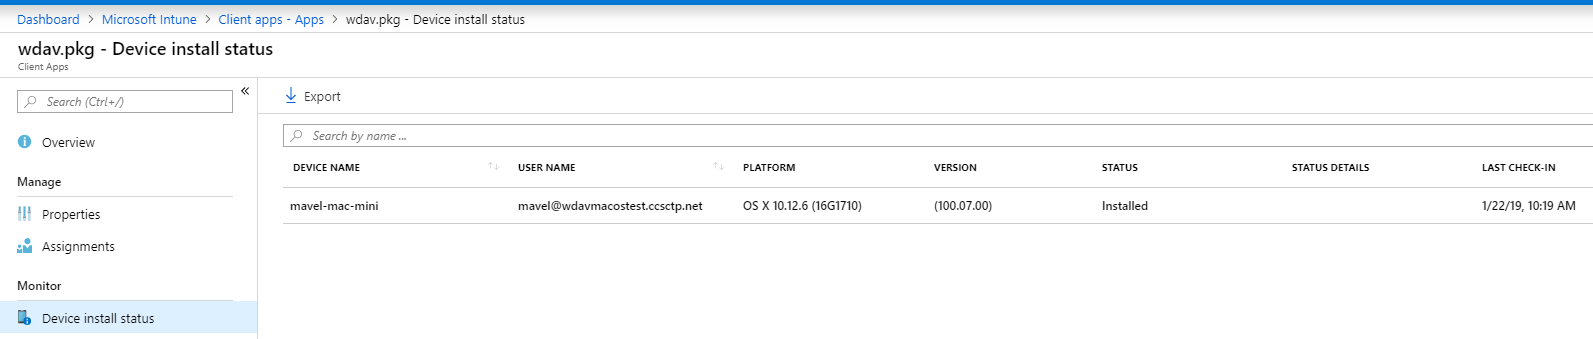 Dashboard > Microsoft Intune > Client apps - Apps > wdav.pkg - Device install status
wdav.pkg - Device install status
Client Apps
Search (Ctrl+/)
«
Overview
Manage
Properties
Assignments
Monitor
Device install status
Export
Search by name ...
DEVICE NAME USER NAME PLATFORM VERSION STATUS STATUS DETAILS LAST CHECK-IN
mavel-mac-mini mavel@wdavmacostest.ccsctp.net OS X 10.12.6 (16G1710) (100.07.00) Installed 1/22/19, 10:19 AM